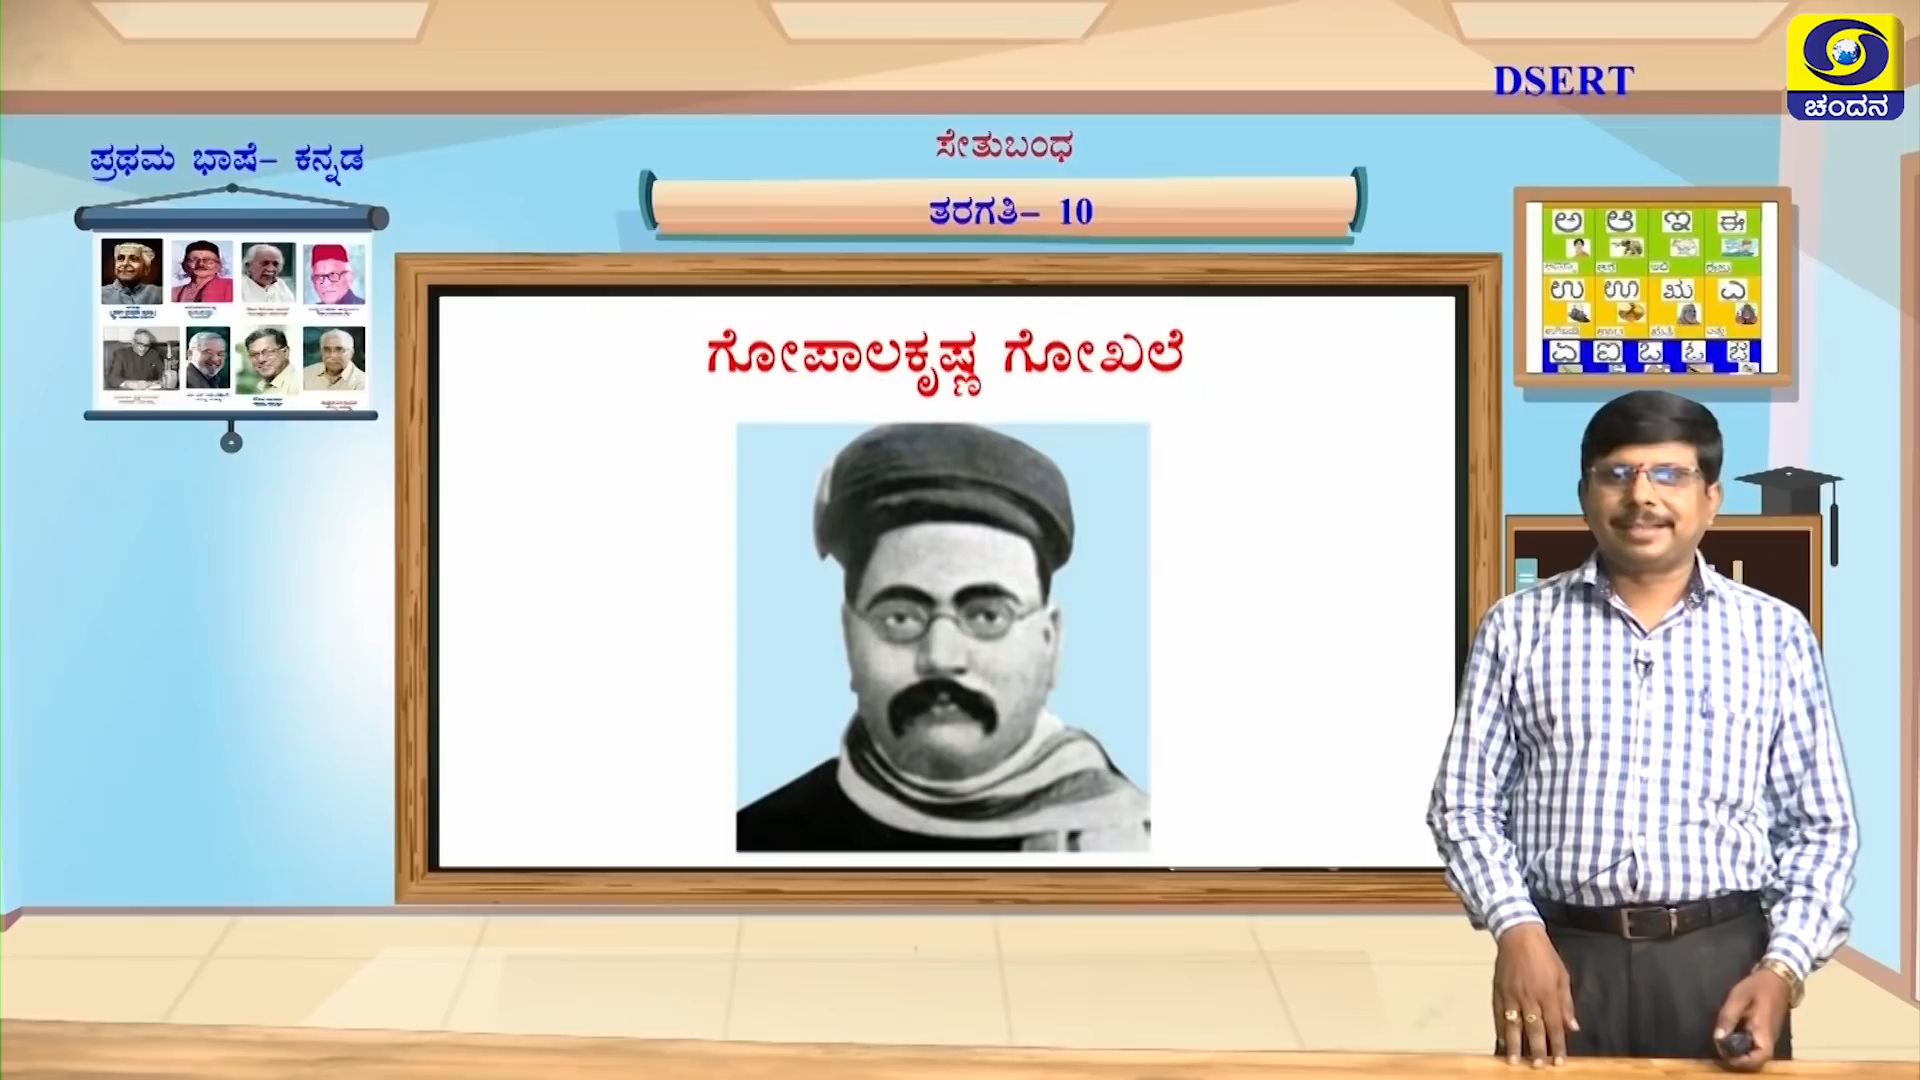 DSERT
ಚಂದನ
ಪ್ರಥಮ ಭಾಷೆ– ಕನ್ನಡ
ಸೇತುಬಂಧ
ತರಗತಿ– 10
ಗೋಪಾಲಕೃಷ್ಣ ಗೋಖಲೆ
ಅ ಆ ಇ ಈ
ಉ ಊ ಋ ಎ
ಏ ಐ ಒ ಓ ಔ